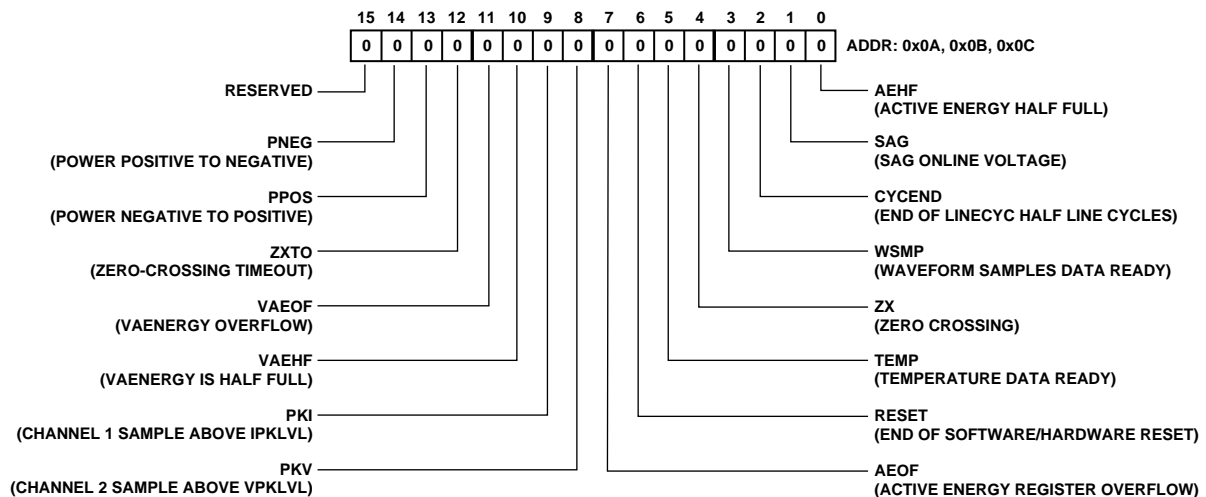 15 14 13 12 11 10 9 8 7 6 5 4 3 2 1 0
0 0 0 0 0 0 0 0 0 0 0 0 0 0 0 0 ADDR: 0x0A, 0x0B, 0x0C
RESERVED
PNEG
(POWER POSITIVE TO NEGATIVE)
PPOS
(POWER NEGATIVE TO POSITIVE)
ZXTO
(ZERO-CROSSING TIMEOUT)
VAEOF
(VAENERGY OVERFLOW)
VAEHF
(VAENERGY IS HALF FULL)
PKI
(CHANNEL 1 SAMPLE ABOVE IPKLVL)
PKV
(CHANNEL 2 SAMPLE ABOVE VPKLVL)
AEHF
(ACTIVE ENERGY HALF FULL)
SAG
(SAG ONLINE VOLTAGE)
CYCEND
(END OF LINECYC HALF LINE CYCLES)
WSMP
(WAVEFORM SAMPLES DATA READY)
ZX
(ZERO CROSSING)
TEMP
(TEMPERATURE DATA READY)
RESET
(END OF SOFTWARE/HARDWARE RESET)
AEOF
(ACTIVE ENERGY REGISTER OVERFLOW)